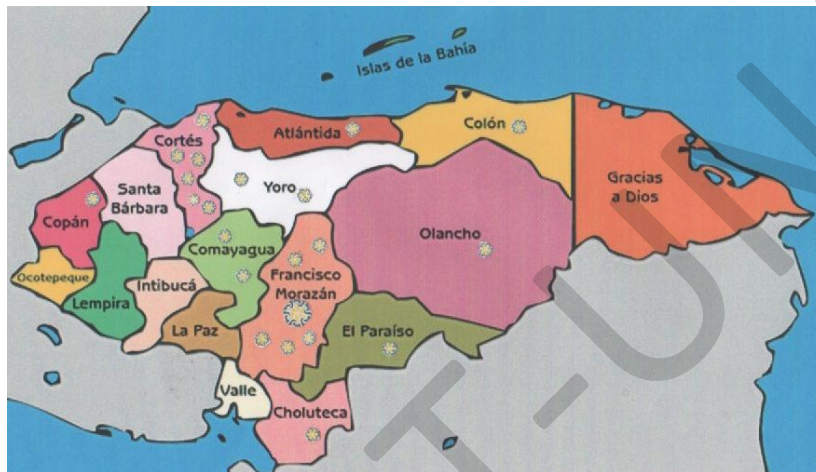 Islas de la Bahía
Atlántida
Colón
Cortés
Gracias
a Dios
Santa
Bárbara
Yoro
Copán
Olancho
Comayagua
Ocotepeque
Lempira
Intibucá
Francisco
Morazán
La Paz
El Paraíso
Valle
Choluteca
T-UN